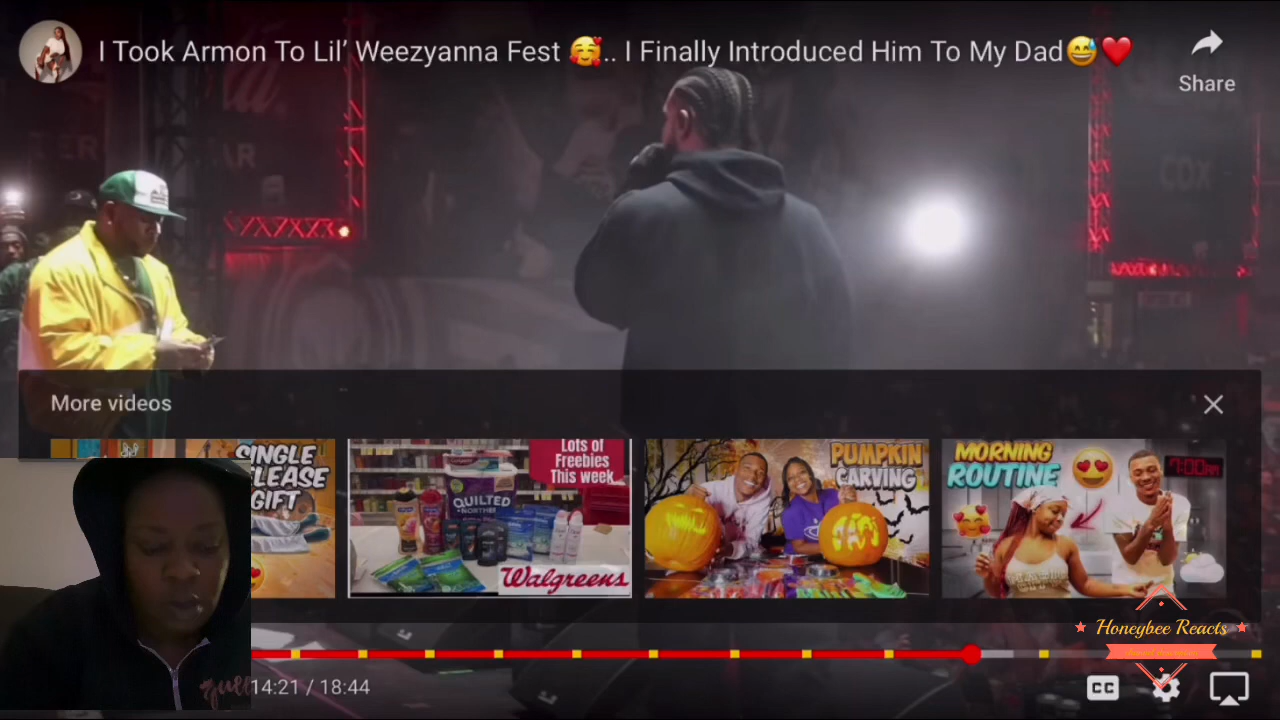 I Took Armon To Lil' Weezyanna Fest 🥰.. I Finally Introduced Him To My Dad😅❤️
Share
COX
More videos
SINGLE
GIFT
Lots of
Freebies
This week
QUILTED
NORTHERN
Walgreens
PUMPKIN
CARVING
MORNING
ROUTINE
7:00AM
Honeybee Reacts
14:21 / 18:44
CC